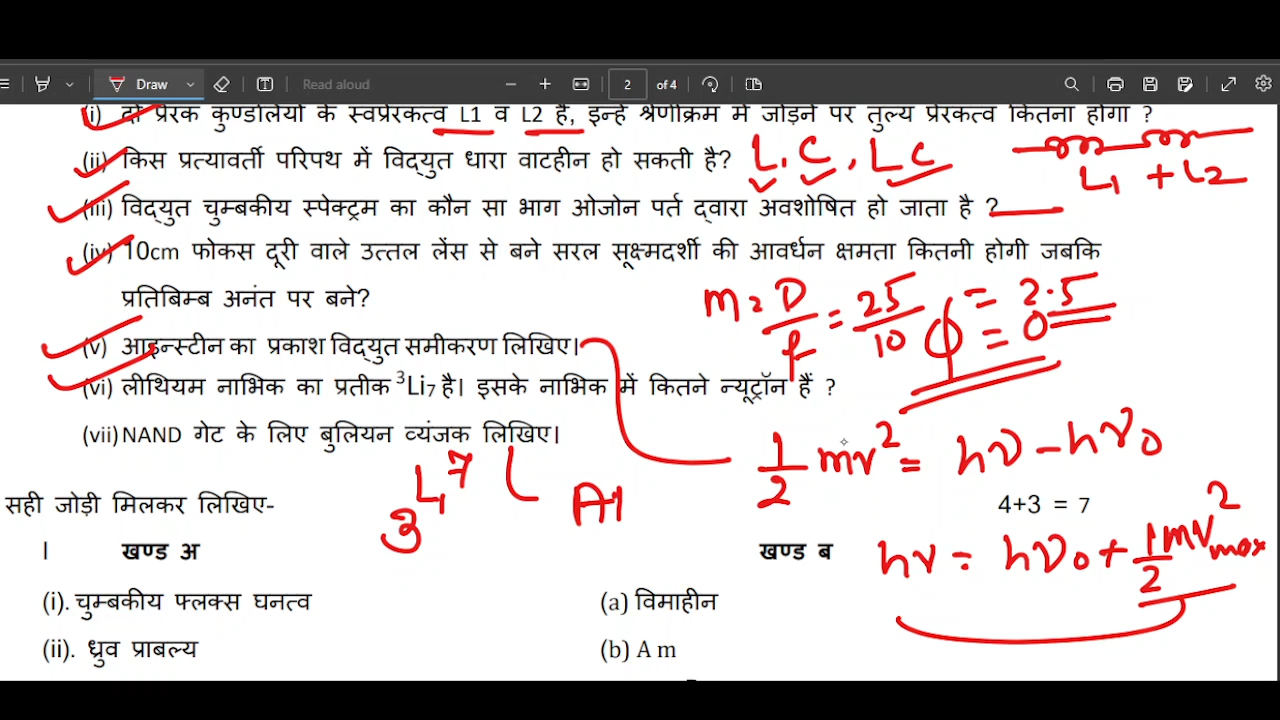 Draw Read aloud 2 of 4
(i) दो प्रेरक कुण्डलियों के स्वप्रेरकत्व L1 व L2 हैं, इन्हें श्रेणीक्रम में जोड़ने पर तुल्य प्रेरकत्व कितना होगा ?
(ii) किस प्रत्यावर्ती परिपथ में विद्युत धारा वाटहीन हो सकती है? L, C, L C
L1 + L2
(iii) विद्युत चुम्बकीय स्पेक्ट्रम का कौन सा भाग ओजोन पर्त द्वारा अवशोषित हो जाता है ?
(iv) 10cm फोकस दूरी वाले उत्तल लेंस से बने सरल सूक्ष्मदर्शी की आवर्धन क्षमता कितनी होगी जबकि
प्रतिबिम्ब अनंत पर बने?
m = D/f = 25/10 = 2.5
ϕ = 0
(v) आइन्स्टीन का प्रकाश विद्युत समीकरण लिखिए।
(vi) लीथियम नाभिक का प्रतीक ³Li₇ है। इसके नाभिक में कितने न्यूट्रॉन हैं ?
(vii) NAND गेट के लिए बुलियन व्यंजक लिखिए।
1/2 mv² = hν – hν₀
3 Li 7
सही जोड़ी मिलकर लिखिए- 4+3 = 7
I खण्ड अ खण्ड ब
hν = hν₀ + 1/2 mv² max
(i). चुम्बकीय फ्लक्स घनत्व (a) विमाहीन
(ii). ध्रुव प्राबल्य (b) A m